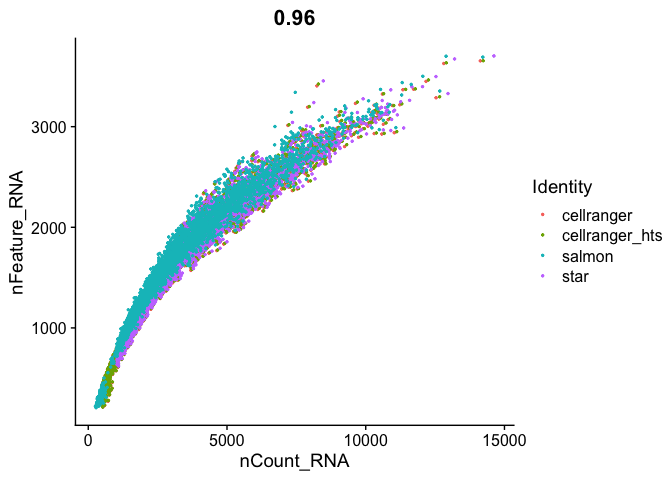 0.96
nFeature_RNA
3000
2000
1000
0
5000
10000
15000
nCount_RNA
Identity
cellranger
cellranger_hts
salmon
star